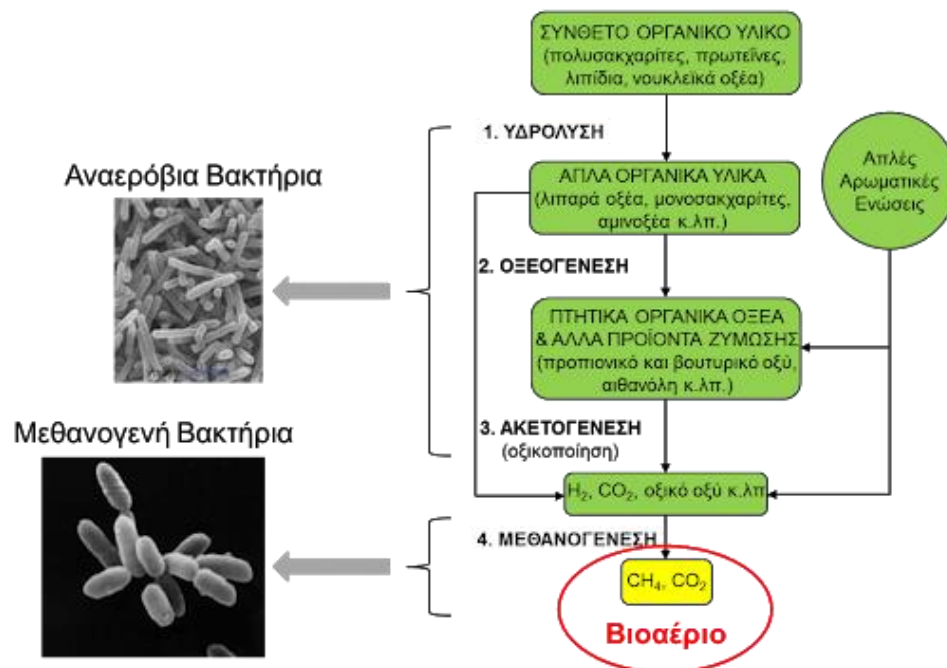 ΣΥΝΘΕΤΟ ΟΡΓΑΝΙΚΟ ΥΛΙΚΟ
(πολυσακχαρίτες, πρωτεΐνες,
λιπίδια, νουκλεϊκά οξέα)
1. ΥΔΡΟΛΥΣΗ
Αναερόβια Βακτήρια
ΑΠΛΑ ΟΡΓΑΝΙΚΑ ΥΛΙΚΑ
(λιπαρά οξέα, μονοσακχαρίτες,
αμινοξέα κ.λπ.)
Απλές
Αρωματικές
Ενώσεις
2. ΟΞΕΟΓΕΝΕΣΗ
ΠΤΗΤΙΚΑ ΟΡΓΑΝΙΚΑ ΟΞΕΑ
& ΑΛΛΑ ΠΡΟΪΟΝΤΑ ΖΥΜΩΣΗΣ
(προπιονικό και βουτυρικό οξύ,
αιθανόλη κ.λπ.)
Μεθανογενή Βακτήρια
3. ΑΚΕΤΟΓΕΝΕΣΗ
(οξικοποίηση)
H₂, CO₂, οξικό οξύ κ.λπ
4. ΜΕΘΑΝΟΓΕΝΕΣΗ
CH₄, CO₂
Βιοαέριο